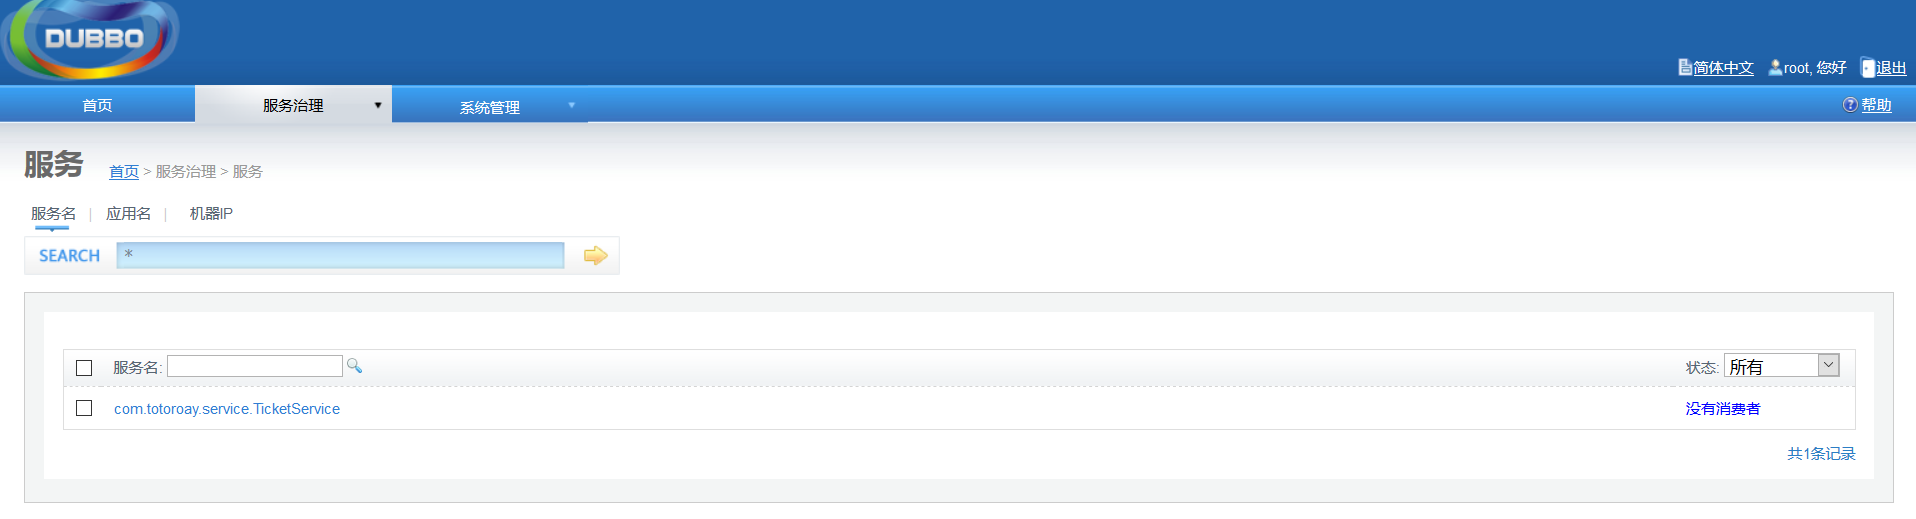 DUBBO
简体中文 root, 您好 退出
首页 服务治理 系统管理 帮助
服务 首页 > 服务治理 > 服务
服务名 | 应用名 | 机器IP
SEARCH *
服务名: 状态: 所有
com.totoroay.service.TicketService 没有消费者
共1条记录